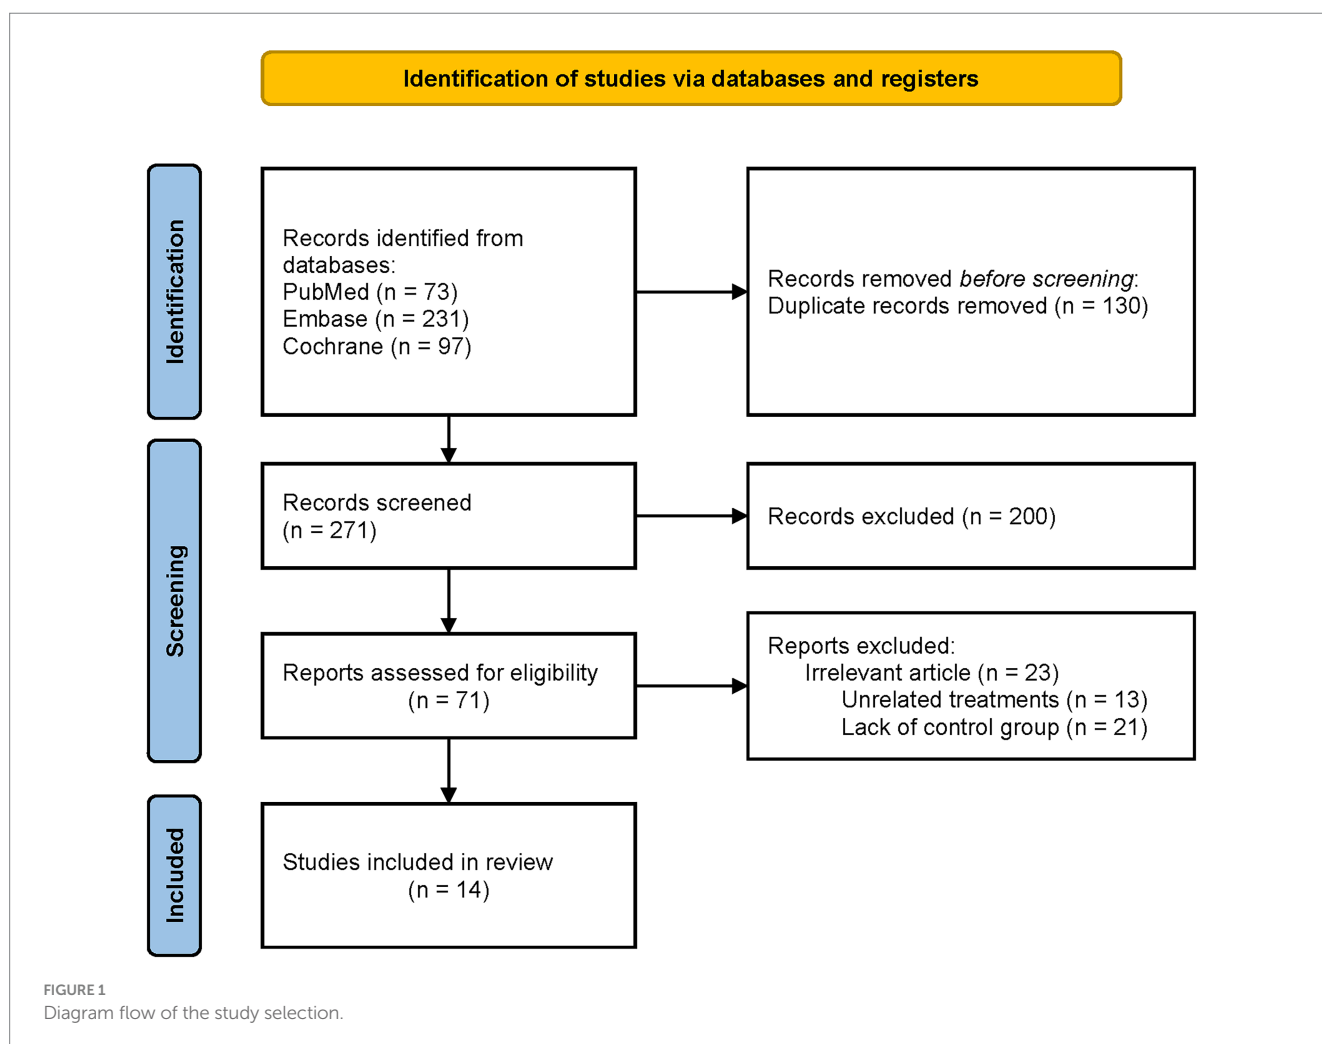 Identification of studies via databases and registers
Identification
Records identified from
databases:
PubMed (n = 73)
Embase (n = 231)
Cochrane (n = 97)
Records removed before screening:
Duplicate records removed (n = 130)
Screening
Records screened
(n = 271)
Records excluded (n = 200)
Reports assessed for eligibility
(n = 71)
Reports excluded:
Irrelevant article (n = 23)
Unrelated treatments (n = 13)
Lack of control group (n = 21)
Included
Studies included in review
(n = 14)
FIGURE 1
Diagram flow of the study selection.